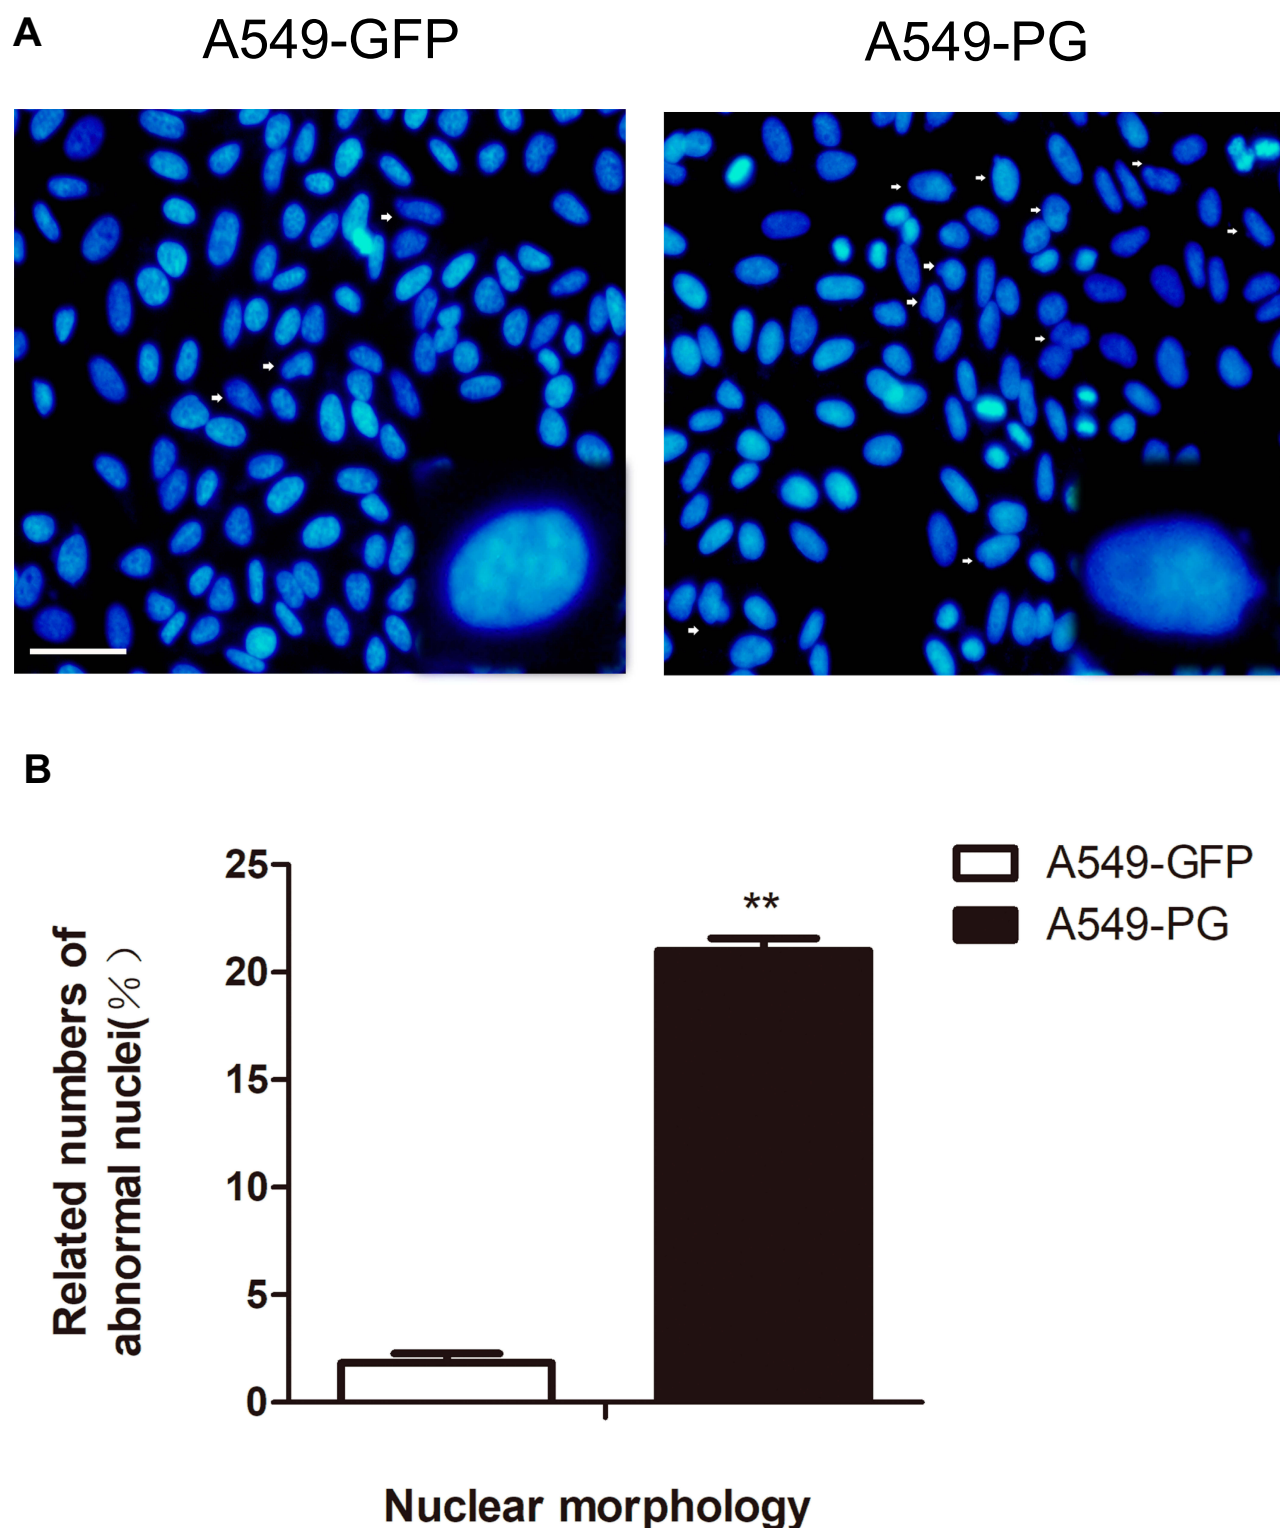 A
A549-GFP
A549-PG
B
Related numbers of
abnormal nuclei(%)
25
20
15
10
5
0
**
A549-GFP
A549-PG
Nuclear morphology